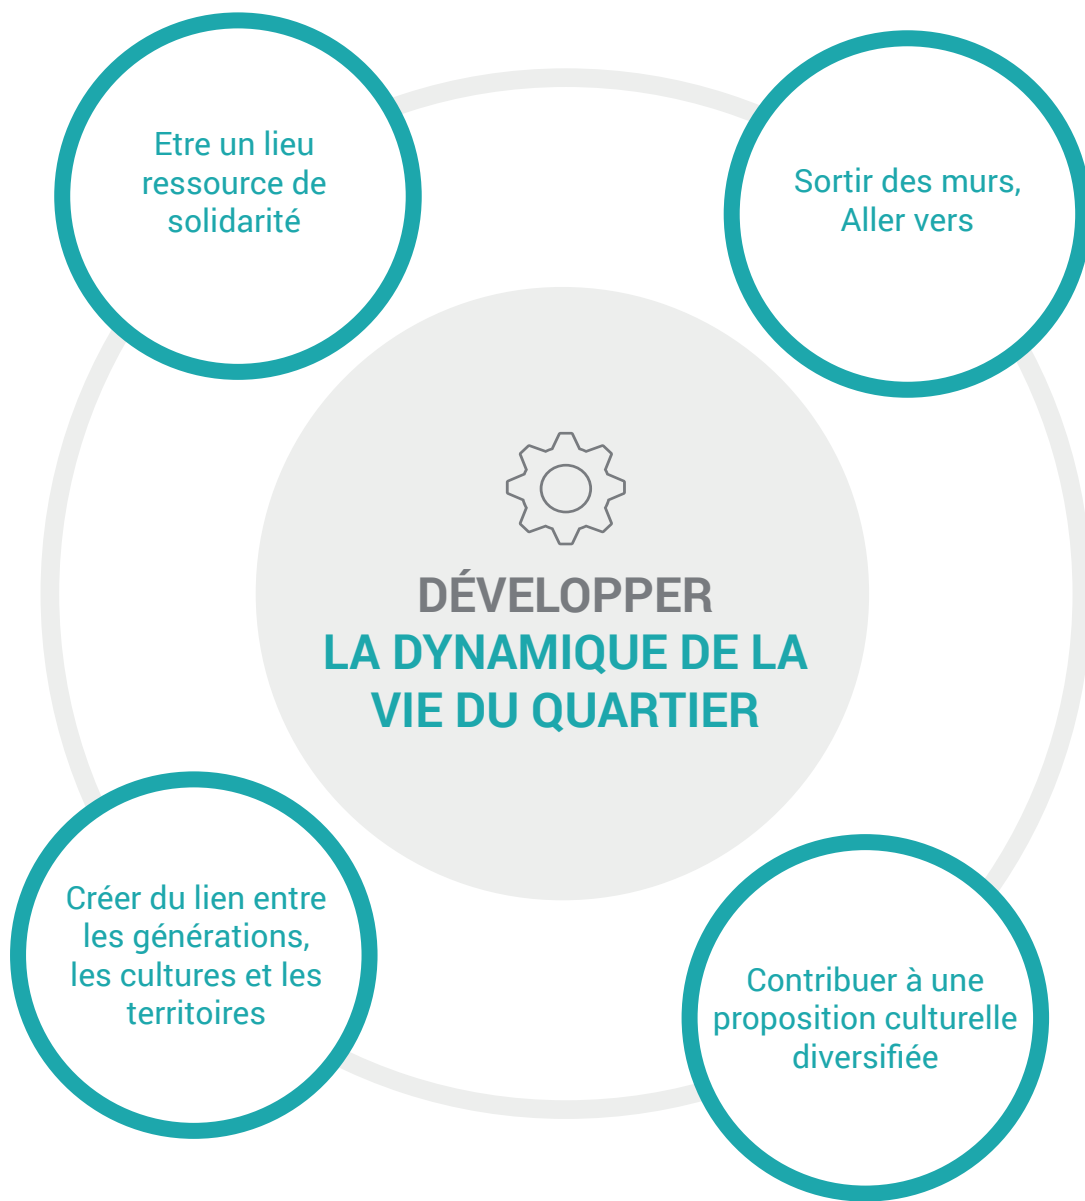 Etre un lieu
ressource de
solidarité
Sortir des murs,
Aller vers
DÉVELOPPER
LA DYNAMIQUE DE LA
VIE DU QUARTIER
Créer du lien entre
les générations,
les cultures et les
territoires
Contribuer à une
proposition culturelle
diversifiée